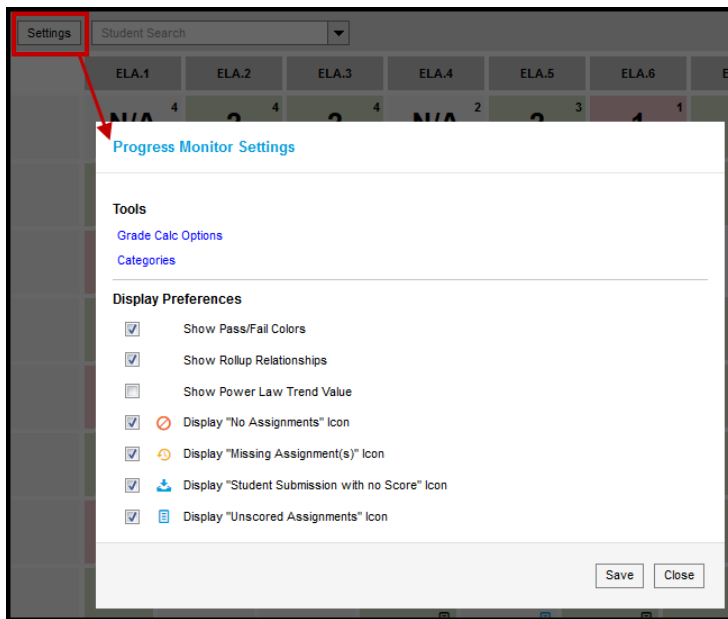 Settings
Student Search
ELA.1 ELA.2 ELA.3 ELA.4 ELA.5 ELA.6
4 4 4 2 3 1
N/A N/A
Progress Monitor Settings
Tools
Grade Calc Options
Categories
Display Preferences
Show Pass/Fail Colors
Show Rollup Relationships
Show Power Law Trend Value
Display "No Assignments" Icon
Display "Missing Assignment(s)" Icon
Display "Student Submission with no Score" Icon
Display "Unscored Assignments" Icon
Save Close